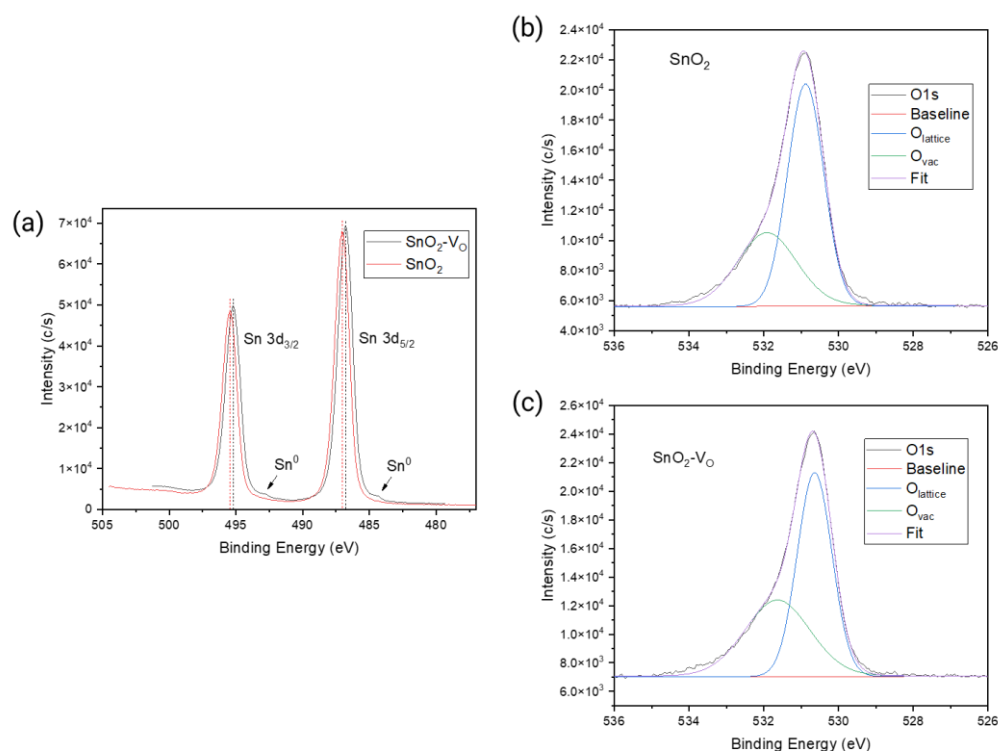 (a)
7×10⁴
6×10⁴
5×10⁴
4×10⁴
3×10⁴
2×10⁴
1×10⁴
0
Intensity (c/s)
SnO₂-V_O
SnO₂
Sn 3d₃/₂
Sn 3d₅/₂
Sn⁰
Sn⁰
505 500 495 490 485 480
Binding Energy (eV)
(b)
SnO₂
2.2×10⁴
2.4×10⁴
2.0×10⁴
1.8×10⁴
1.6×10⁴
1.4×10⁴
1.2×10⁴
1.0×10⁴
8.0×10³
6.0×10³
4.0×10³
Intensity (c/s)
O1s
Baseline
O_lattice
O_vac
Fit
536 534 532 530 528 526
Binding Energy (eV)
(c)
SnO₂-V_O
2.6×10⁴
2.4×10⁴
2.2×10⁴
2.0×10⁴
1.8×10⁴
1.6×10⁴
1.4×10⁴
1.2×10⁴
1.0×10⁴
8.0×10³
6.0×10³
Intensity (c/s)
O1s
Baseline
O_lattice
O_vac
Fit
536 534 532 530 528 526
Binding Energy (eV)